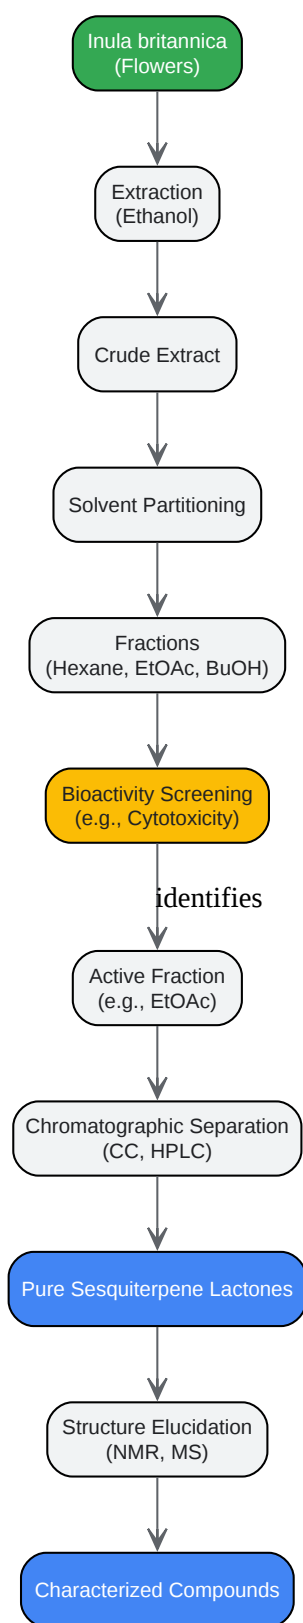 Inula britannica
(Flowers)
Extraction
(Ethanol)
Crude Extract
Solvent Partitioning
Fractions
(Hexane, EtOAc, BuOH)
Bioactivity Screening
(e.g., Cytotoxicity)
identifies
Active Fraction
(e.g., EtOAc)
Chromatographic Separation
(CC, HPLC)
Pure Sesquiterpene Lactones
Structure Elucidation
(NMR, MS)
Characterized Compounds